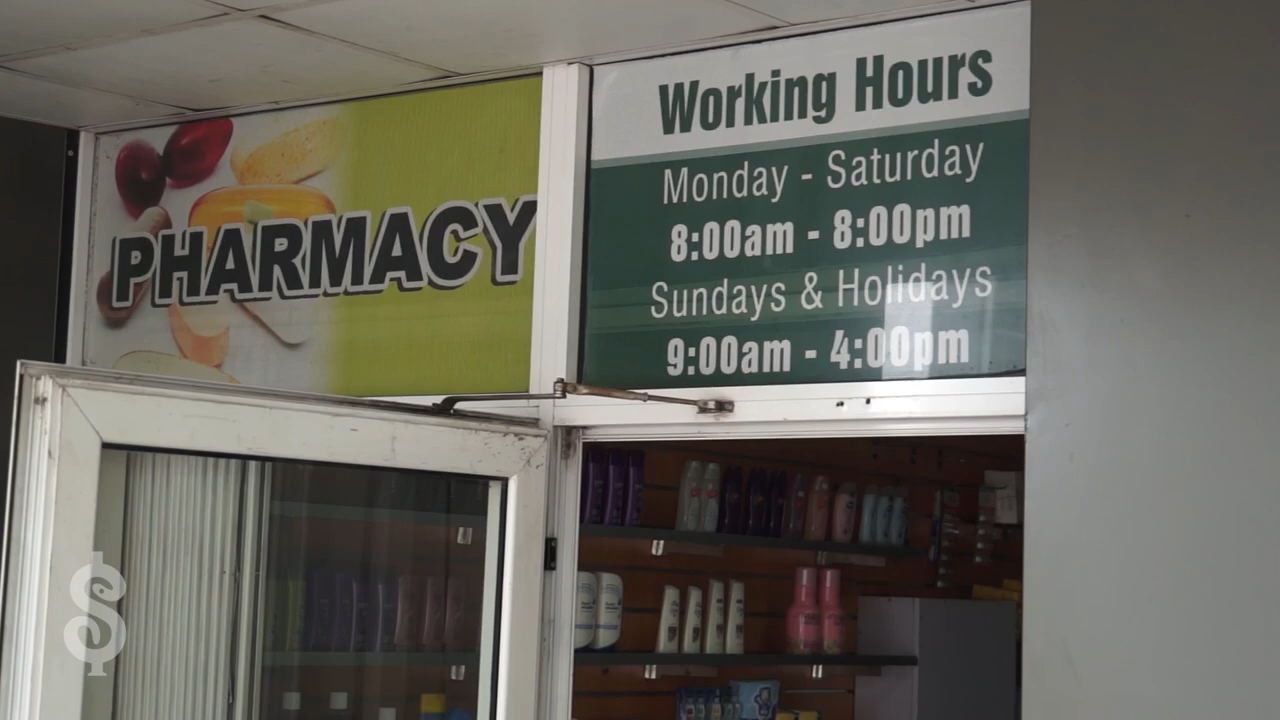 PHARMACY
Working Hours
Monday - Saturday
8:00am - 8:00pm
Sundays & Holidays
9:00am - 4:00pm